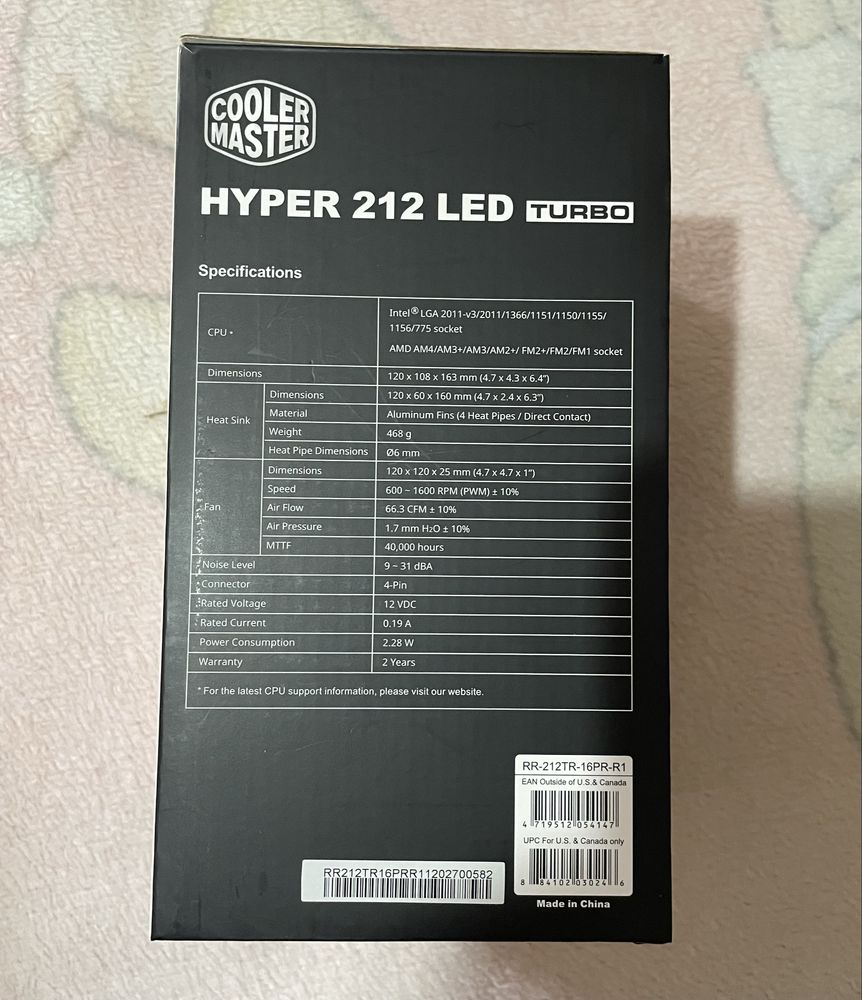 COOLER
MASTER
HYPER 212 LED TURBO
Specifications
CPU *
Intel® LGA 2011-v3/2011/1366/1151/1150/1155/
1156/775 socket
AMD AM4/AM3+/AM3/AM2+/ FM2+/FM2/FM1 socket
Dimensions 120 x 108 x 163 mm (4.7 x 4.3 x 6.4")
Heat Sink
Dimensions 120 x 60 x 160 mm (4.7 x 2.4 x 6.3")
Material Aluminum Fins (4 Heat Pipes / Direct Contact)
Weight 468 g
Heat Pipe Dimensions Ø6 mm
Fan
Dimensions 120 x 120 x 25 mm (4.7 x 4.7 x 1")
Speed 600 ~ 1600 RPM (PWM) ± 10%
Air Flow 66.3 CFM ± 10%
Air Pressure 1.7 mm H₂O ± 10%
MTTF 40,000 hours
Noise Level 9 ~ 31 dBA
Connector 4-Pin
Rated Voltage 12 VDC
Rated Current 0.19 A
Power Consumption 2.28 W
Warranty 2 Years
* For the latest CPU support information, please visit our website.
RR-212TR-16PR-R1
EAN Outside of U.S.& Canada
4 719512 054147
UPC For U.S. & Canada only
8 84102 03024 6
RR212TR16PRR11202700582
Made in China